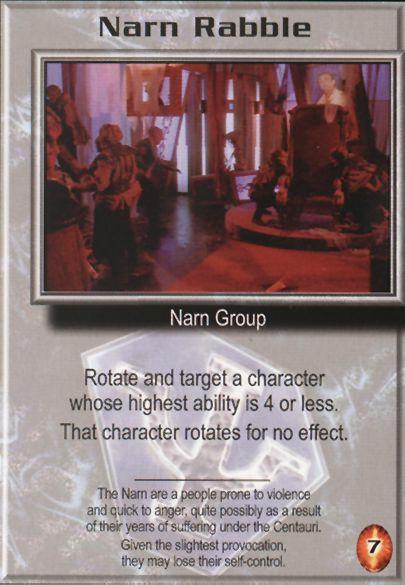 Narn Rabble
Narn Group
Rotate and target a character
whose highest ability is 4 or less.
That character rotates for no effect.
The Narn are a people prone to violence
and quick to anger, quite possibly as a result
of their years of suffering under the Centauri.
Given the slightest provocation,
they may lose their self-control.
7